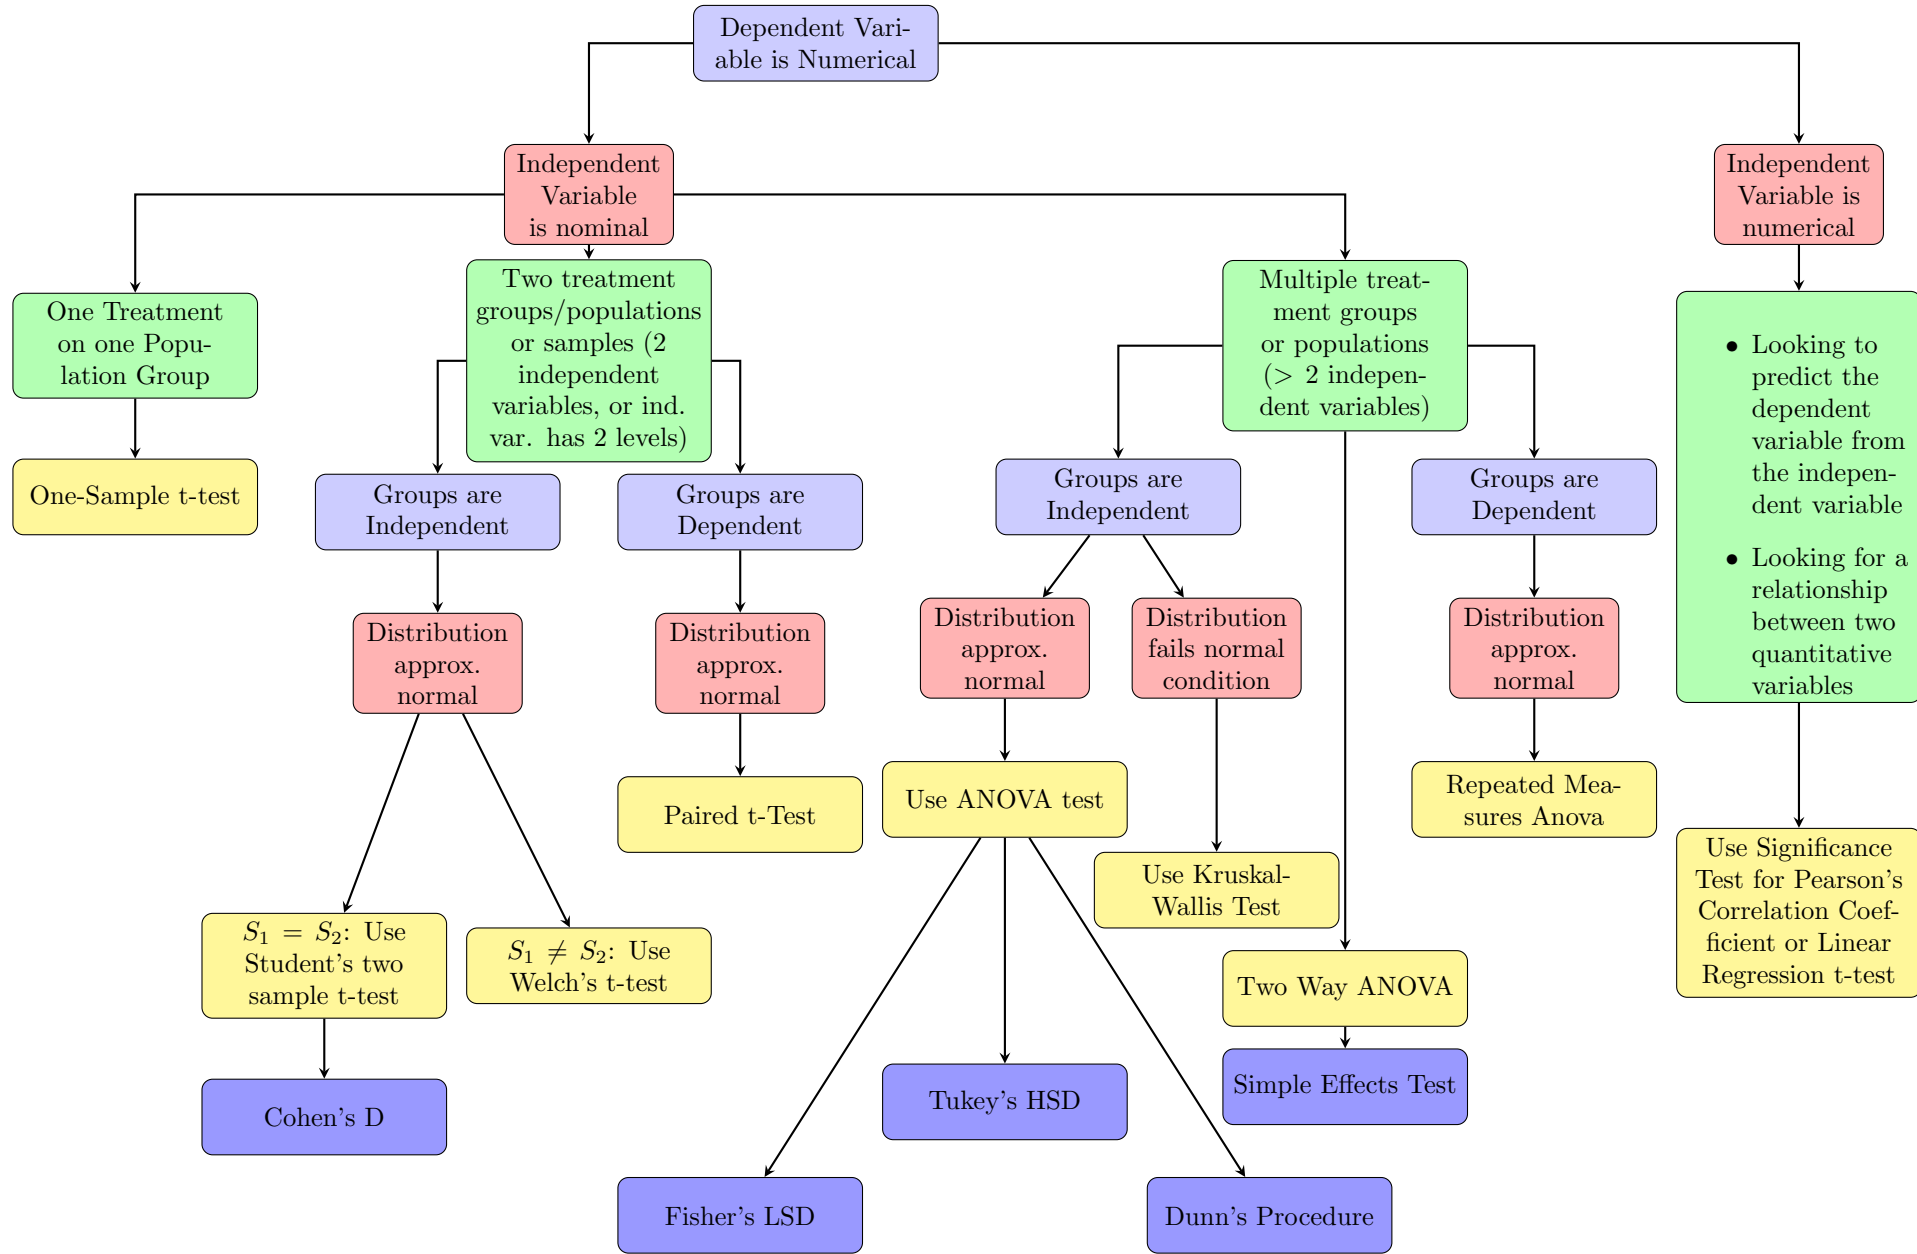 Dependent Vari-
able is Numerical
Independent
Variable
is nominal
Independent
Variable is
numerical
One Treatment
on one Popu-
lation Group
Two treatment
groups/populations
or samples (2
independent
variables, or ind.
var. has 2 levels)
Multiple treat-
ment groups
or populations
(> 2 indepen-
dent variables)
• Looking to
predict the
dependent
variable from
the indepen-
dent variable
• Looking for a
relationship
between two
quantitative
variables
One-Sample t-test
Groups are
Independent
Groups are
Dependent
Groups are
Independent
Groups are
Dependent
Distribution
approx.
normal
Distribution
approx.
normal
Distribution
approx.
normal
Distribution
fails normal
condition
Distribution
approx.
normal
Paired t-Test
Use ANOVA test
Use Kruskal-
Wallis Test
Repeated Mea-
sures Anova
Use Significance
Test for Pearson's
Correlation Coef-
ficient or Linear
Regression t-test
S₁ = S₂: Use
Student's two
sample t-test
S₁ ≠ S₂: Use
Welch's t-test
Two Way ANOVA
Cohen's D
Tukey's HSD
Simple Effects Test
Fisher's LSD
Dunn's Procedure